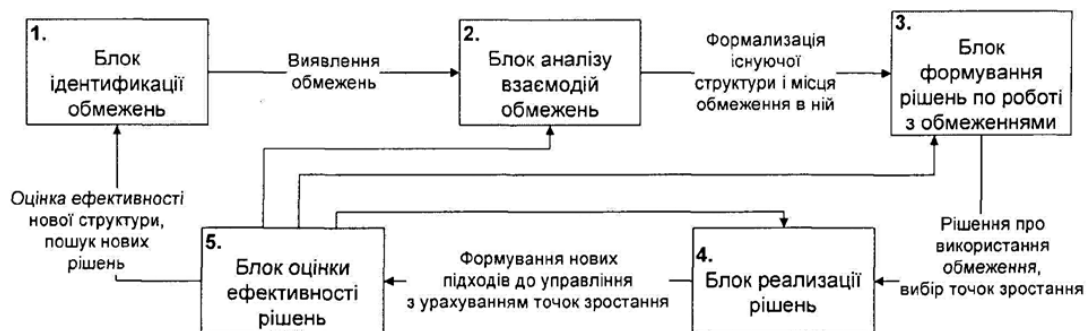 1.
Блок
ідентификації
обмежень
Виявлення
обмежень
2.
Блок аналізу
взаємодій
обмежень
Формализація
існуючої
структури і місця
обмеження в ній
3.
Блок
формування
рішень по роботі
з обмеженнями
Оцінка ефективності
нової структури,
пошук нових
рішень
5.
Блок оцінки
ефективності
рішень
Формування нових
підходів до управління
з урахуванням точок зростання
4.
Блок реализації
рішень
Рішення про
використання
обмеження,
вибір точок зростання